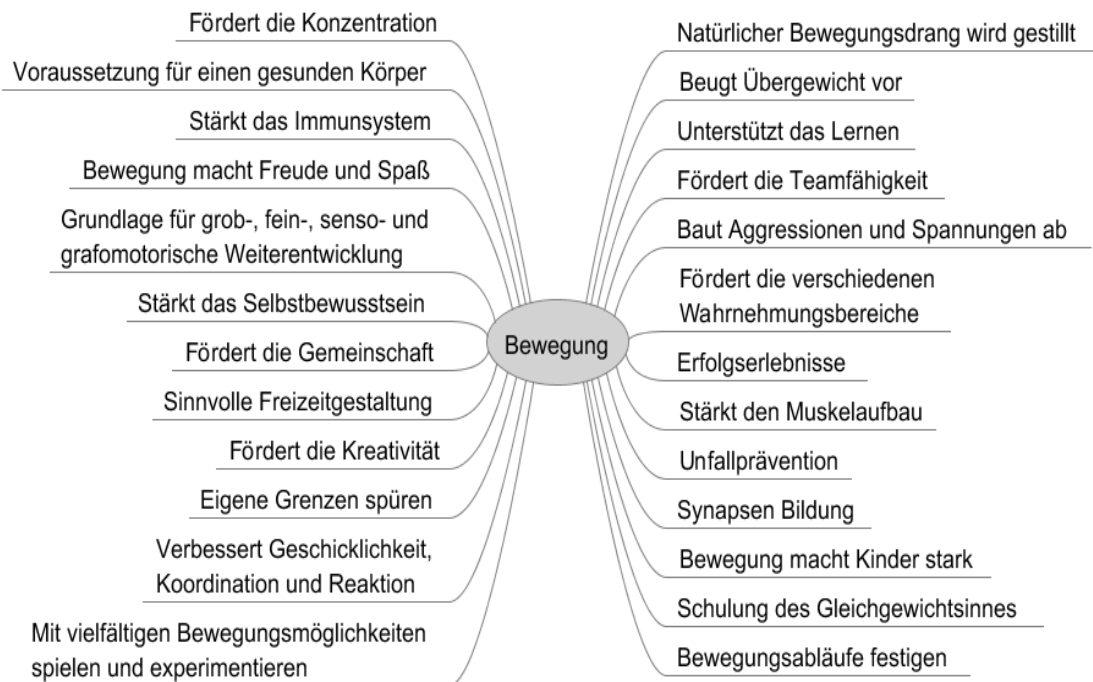 Fördert die Konzentration
Voraussetzung für einen gesunden Körper
Stärkt das Immunsystem
Bewegung macht Freude und Spaß
Grundlage für grob-, fein-, senso- und
grafomotorische Weiterentwicklung
Stärkt das Selbstbewusstsein
Fördert die Gemeinschaft
Sinnvolle Freizeitgestaltung
Fördert die Kreativität
Eigene Grenzen spüren
Verbessert Geschicklichkeit,
Koordination und Reaktion
Mit vielfältigen Bewegungsmöglichkeiten
spielen und experimentieren
Bewegung
Natürlicher Bewegungsdrang wird gestillt
Beugt Übergewicht vor
Unterstützt das Lernen
Fördert die Teamfähigkeit
Baut Aggressionen und Spannungen ab
Fördert die verschiedenen
Wahrnehmungsbereiche
Erfolgserlebnisse
Stärkt den Muskelaufbau
Unfallprävention
Synapsen Bildung
Bewegung macht Kinder stark
Schulung des Gleichgewichtsinnes
Bewegungsabläufe festigen